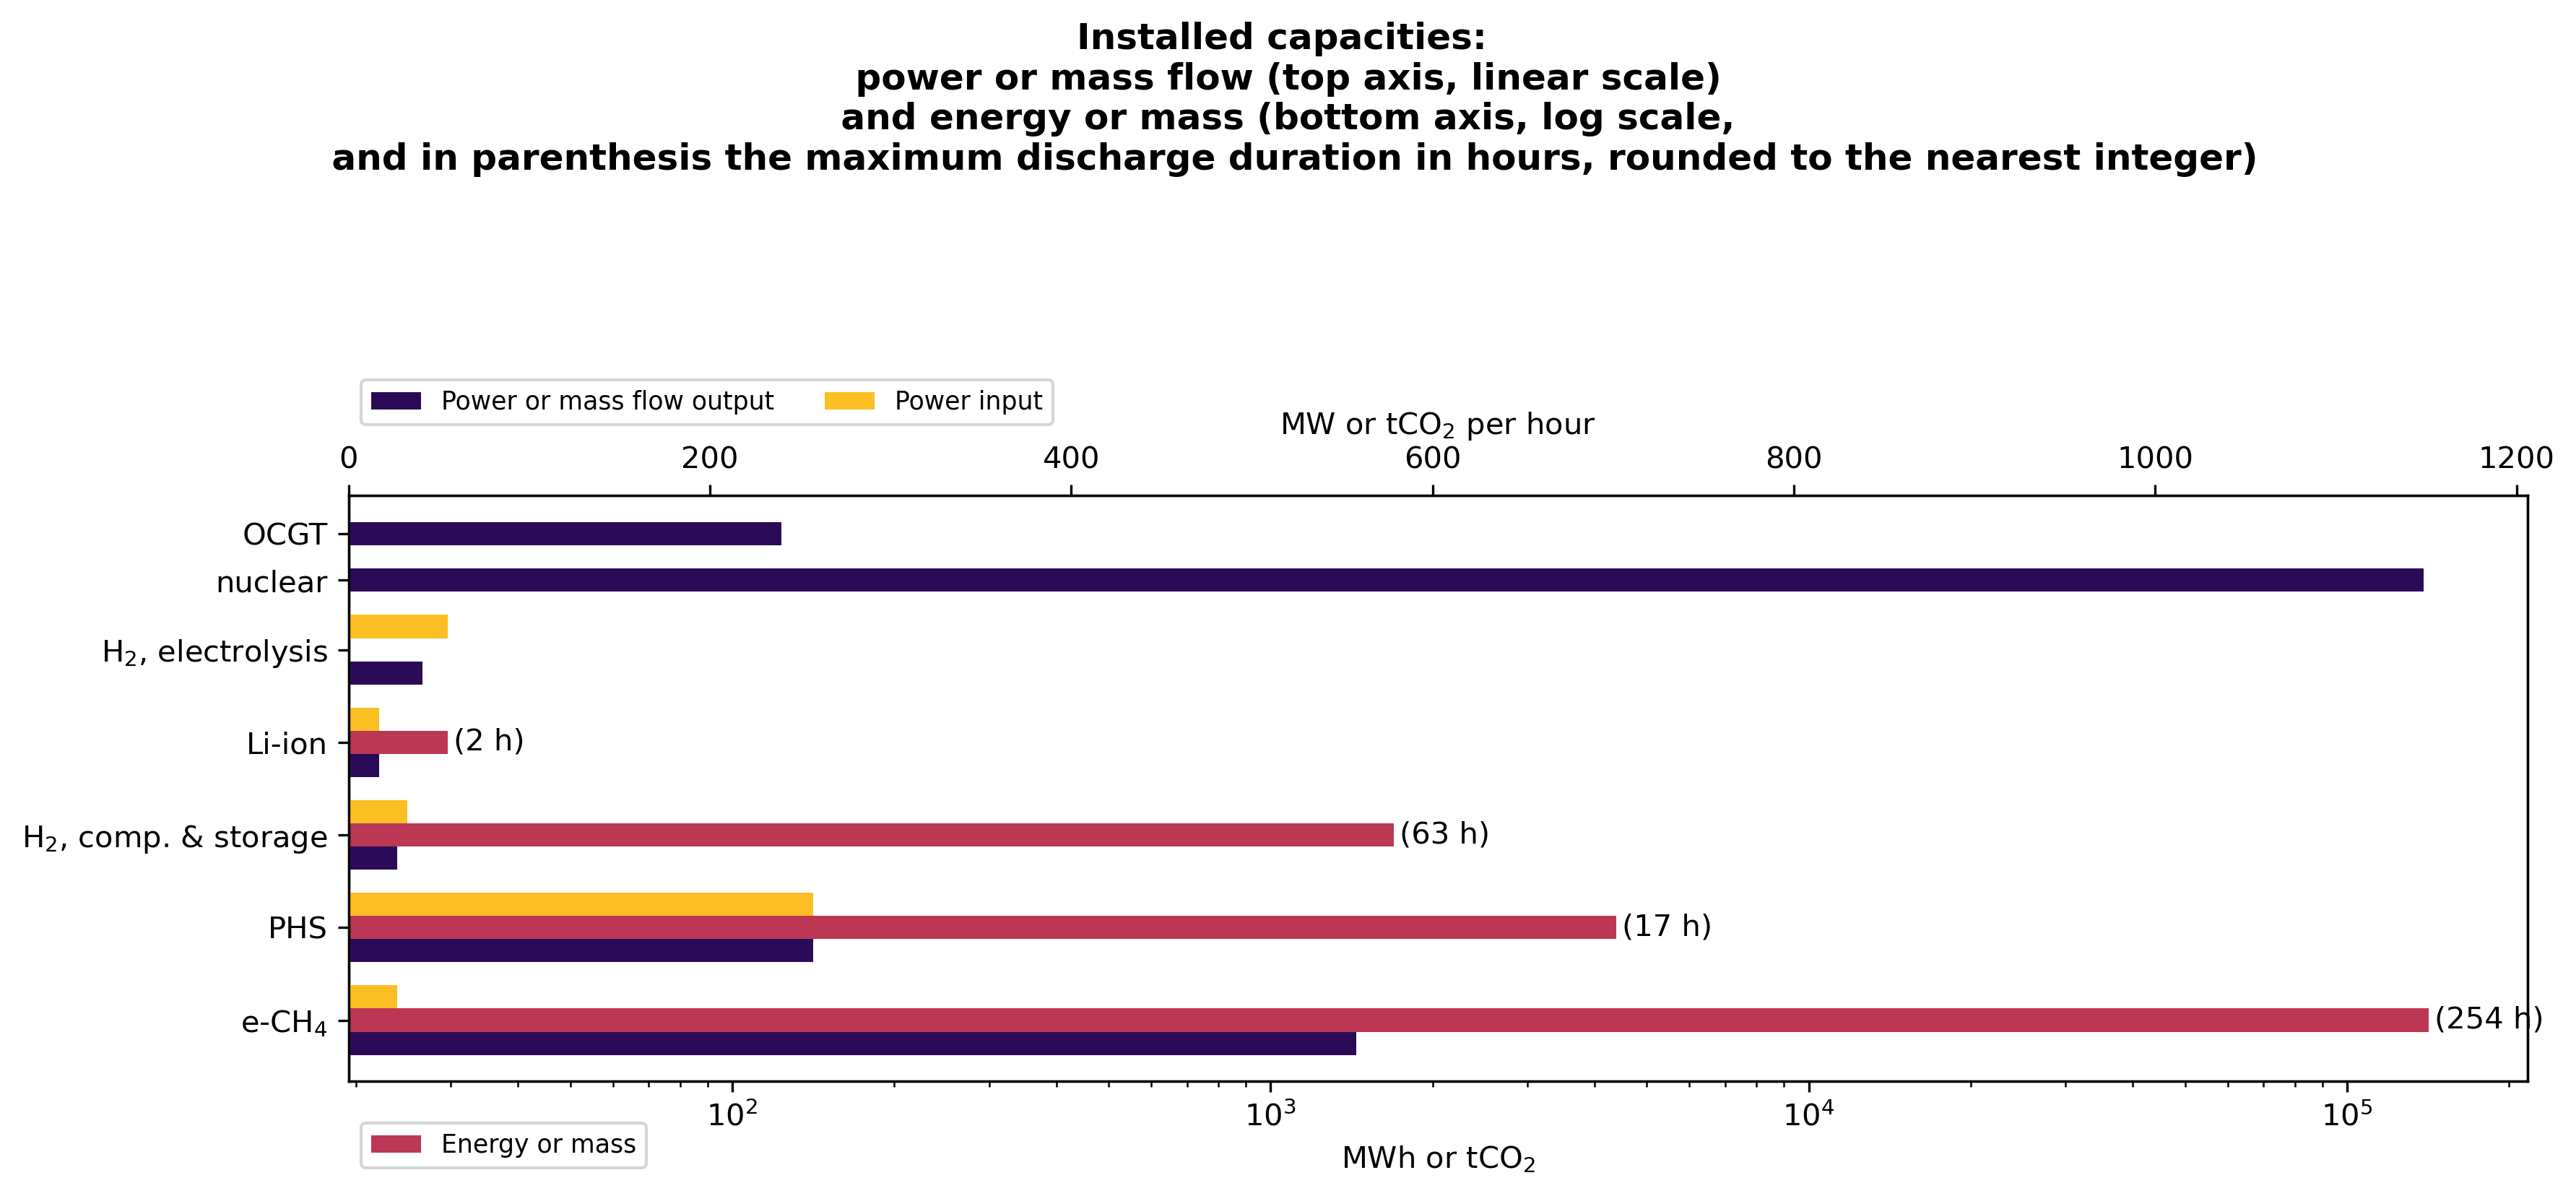 Installed capacities:
power or mass flow (top axis, linear scale)
and energy or mass (bottom axis, log scale,
and in parenthesis the maximum discharge duration in hours, rounded to the nearest integer)
Power or mass flow output Power input
MW or tCO₂ per hour
0 200 400 600 800 1000 1200
OCGT
nuclear
H₂, electrolysis
Li-ion (2 h)
H₂, comp. & storage (63 h)
PHS (17 h)
e-CH₄ (254 h)
10² 10³ 10⁴ 10⁵
Energy or mass
MWh or tCO₂